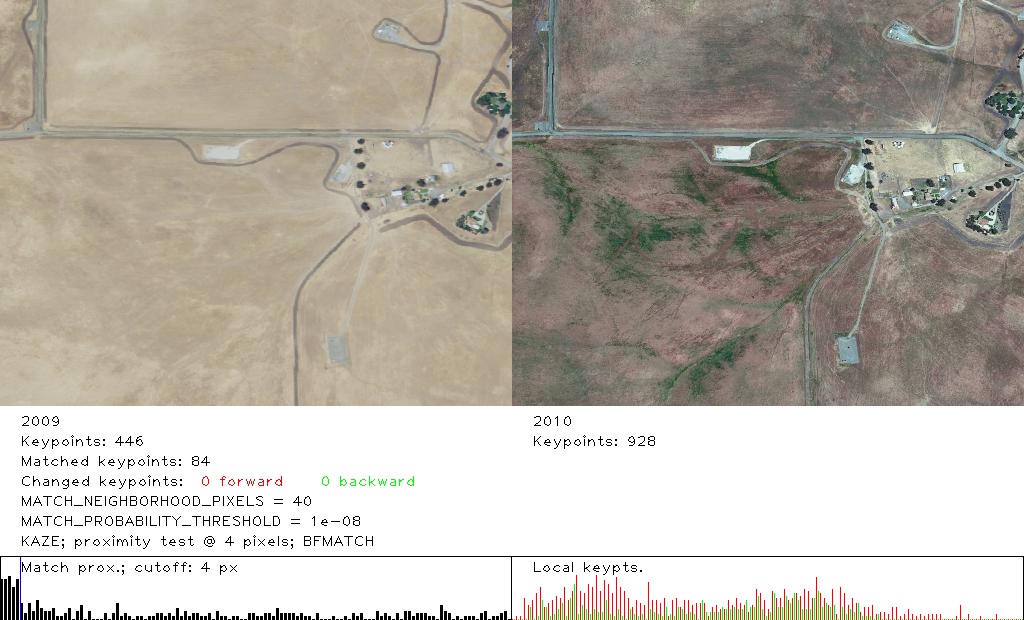 2009
Keypoints: 446
Matched keypoints: 84
Changed keypoints: 0 forward 0 backward
MATCH_NEIGHBORHOOD_PIXELS = 40
MATCH_PROBABILITY_THRESHOLD = 1e-08
KAZE; proximity test @ 4 pixels; BFMATCH
2010
Keypoints: 928
Match prox.; cutoff: 4 px
Local keypts.